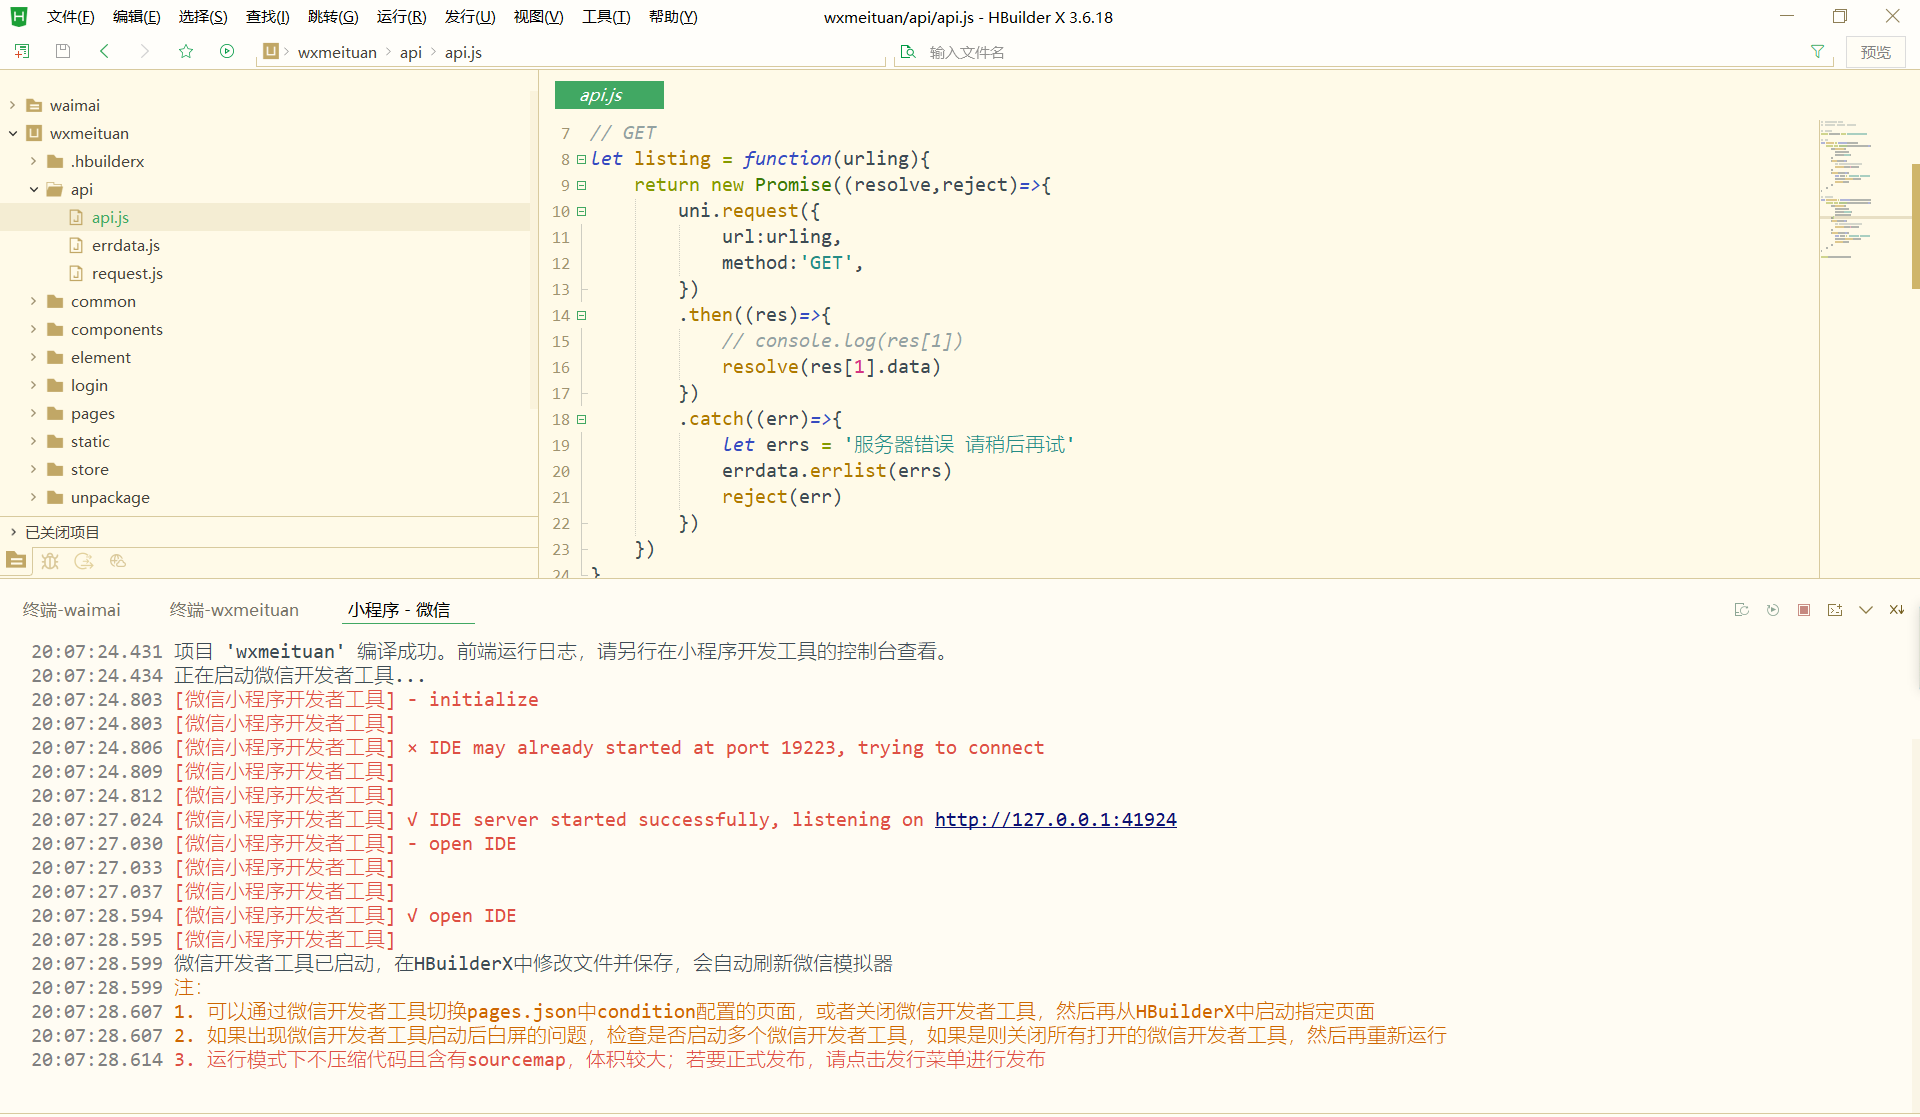 文件(F) 编辑(E) 选择(S) 查找(I) 跳转(G) 运行(R) 发行(U) 视图(V) 工具(T) 帮助(Y) wxmeituan/api/api.js - HBuilder X 3.6.18
wxmeituan api api.js 输入文件名 预览
waimai
wxmeituan
.hbuilderx
api
api.js
errdata.js
request.js
common
components
element
login
pages
static
store
unpackage
已关闭项目
api.js
7 // GET
8 let listing = function(urling){
9 return new Promise((resolve,reject)=>{
10 uni.request({
11 url:urling,
12 method:'GET',
13 })
14 .then((res)=>{
15 // console.log(res[1])
16 resolve(res[1].data)
17 })
18 .catch((err)=>{
19 let errs = '服务器错误 请稍后再试'
20 errdata.errlist(errs)
21 reject(err)
22 })
23 })
24 }
终端-waimai 终端-wxmeituan 小程序 - 微信
20:07:24.431 项目 'wxmeituan' 编译成功。前端运行日志，请另行在小程序开发工具的控制台查看。
20:07:24.434 正在启动微信开发者工具...
20:07:24.803 [微信小程序开发者工具] - initialize
20:07:24.803 [微信小程序开发者工具]
20:07:24.806 [微信小程序开发者工具] × IDE may already started at port 19223, trying to connect
20:07:24.809 [微信小程序开发者工具]
20:07:24.812 [微信小程序开发者工具]
20:07:27.024 [微信小程序开发者工具] √ IDE server started successfully, listening on http://127.0.0.1:41924
20:07:27.030 [微信小程序开发者工具] - open IDE
20:07:27.033 [微信小程序开发者工具]
20:07:27.037 [微信小程序开发者工具]
20:07:28.594 [微信小程序开发者工具] √ open IDE
20:07:28.595 [微信小程序开发者工具]
20:07:28.599 微信开发者工具已启动，在HBuilderX中修改文件并保存，会自动刷新微信模拟器
20:07:28.599 注：
20:07:28.607 1. 可以通过微信开发者工具切换pages.json中condition配置的页面，或者关闭微信开发者工具，然后再从HBuilderX中启动指定页面
20:07:28.607 2. 如果出现微信开发者工具启动后白屏的问题，检查是否启动多个微信开发者工具，如果是则关闭所有打开的微信开发者工具，然后再重新运行
20:07:28.614 3. 运行模式下不压缩代码且含有sourcemap，体积较大；若要正式发布，请点击发行菜单进行发布